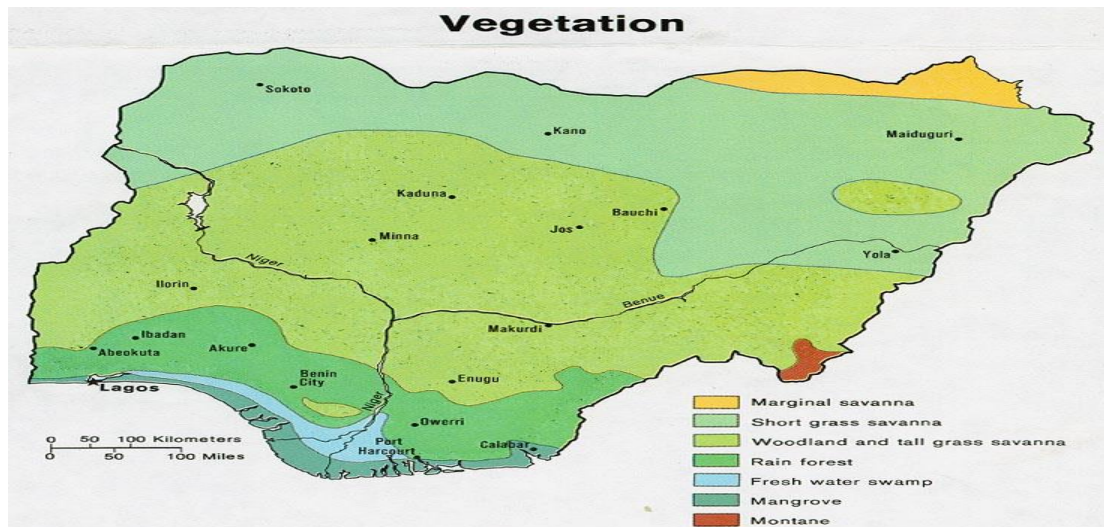 Vegetation
Sokoto
Kano
Maiduguri
Kaduna
Bauchi
Jos
Minna
Yola
Niger
Ilorin
Benue
Makurdi
Ibadan
Akure
Abeokuta
Lagos
Benin
City
Enugu
Niger
Owerri
Port
Harcourt
Calabar
0 50 100 Kilometers
0 50 100 Miles
Marginal savanna
Short grass savanna
Woodland and tall grass savanna
Rain forest
Fresh water swamp
Mangrove
Montane